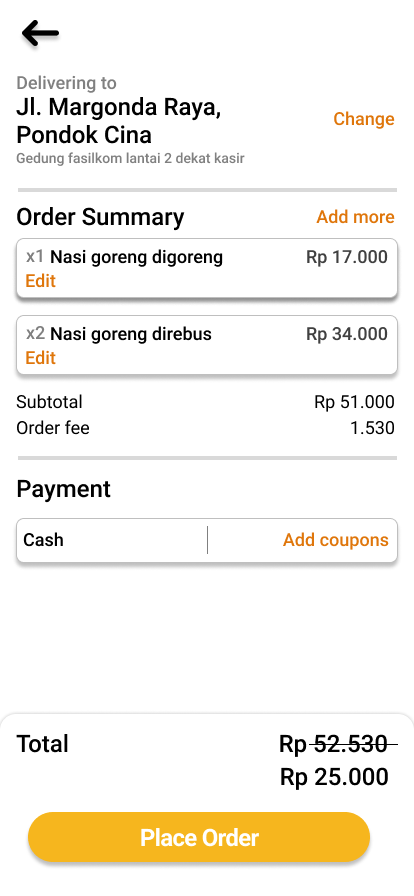 Delivering to
Jl. Margonda Raya,
Pondok Cina
Change
Gedung fasilkom lantai 2 dekat kasir
Order Summary
Add more
x1 Nasi goreng digoreng
Rp 17.000
Edit
x2 Nasi goreng direbus
Rp 34.000
Edit
Subtotal
Rp 51.000
Order fee
1.530
Payment
Cash
Add coupons
Total
Rp 52.530
Rp 25.000
Place Order